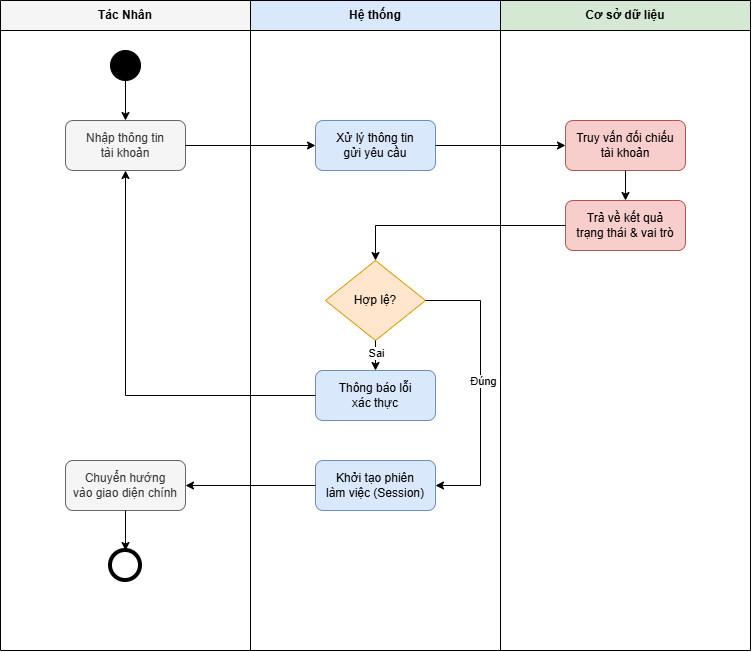 Tác Nhân
Hệ thống
Cơ sở dữ liệu
Nhập thông tin
tài khoản
Xử lý thông tin
gửi yêu cầu
Truy vấn đối chiếu
tài khoản
Trả về kết quả
trạng thái & vai trò
Hợp lệ?
Sai
Đúng
Thông báo lỗi
xác thực
Chuyển hướng
vào giao diện chính
Khởi tạo phiên
làm việc (Session)